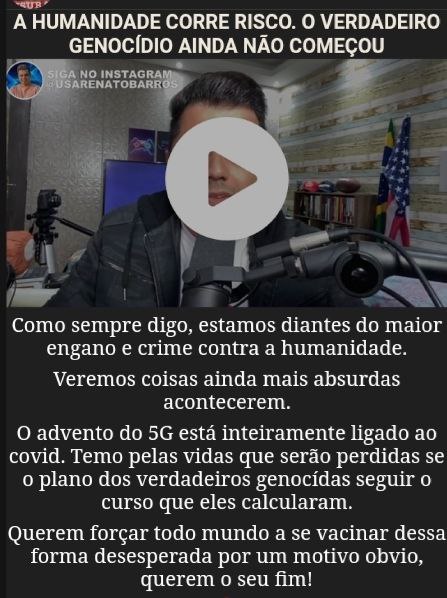 A HUMANIDADE CORRE RISCO. O VERDADEIRO
GENOCÍDIO AINDA NÃO COMEÇOU
SIGA NO INSTAGRAM
@USARENATOBARROS
Como sempre digo, estamos diantes do maior
engano e crime contra a humanidade.
Veremos coisas ainda mais absurdas
acontecerem.
O advento do 5G está inteiramente ligado ao
covid. Temo pelas vidas que serão perdidas se
o plano dos verdadeiros genocídas seguir o
curso que eles calcularam.
Querem forçar todo mundo a se vacinar dessa
forma desesperada por um motivo obvio,
querem o seu fim!